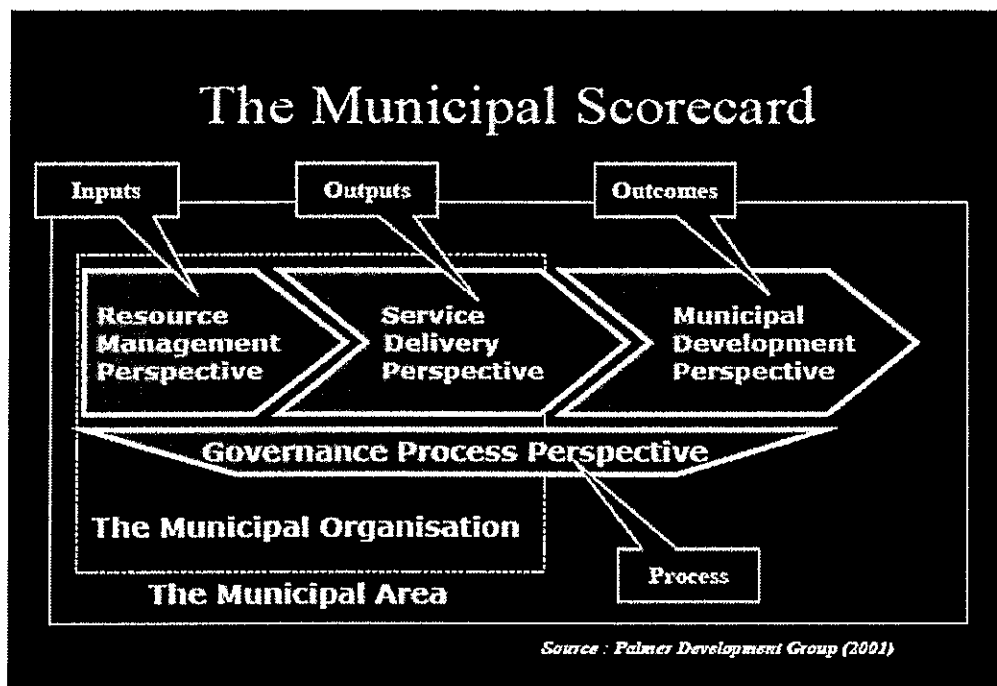 The Municipal Scorecard
Inputs
Outputs
Outcomes
Resource
Management
Perspective
Service
Delivery
Perspective
Municipal
Development
Perspective
Governance Process Perspective
The Municipal Organisation
Process
The Municipal Area
Source : Palmer Development Group (2001)